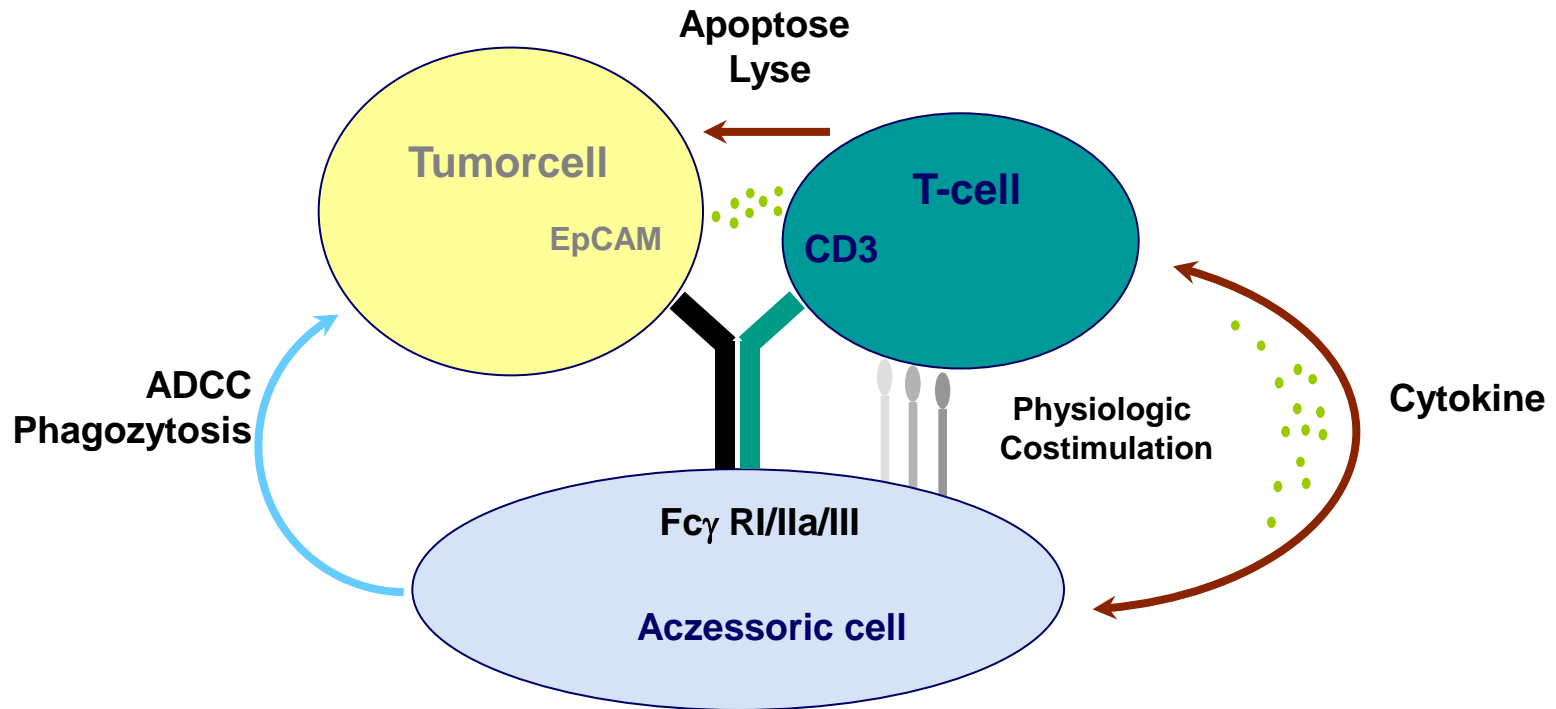 Apoptose
Lyse
Tumorcell
EpCAM
T-cell
CD3
ADCC
Phagozytosis
Physiologic
Costimulation
Cytokine
Fcγ RI/IIa/III
Aczessoric cell